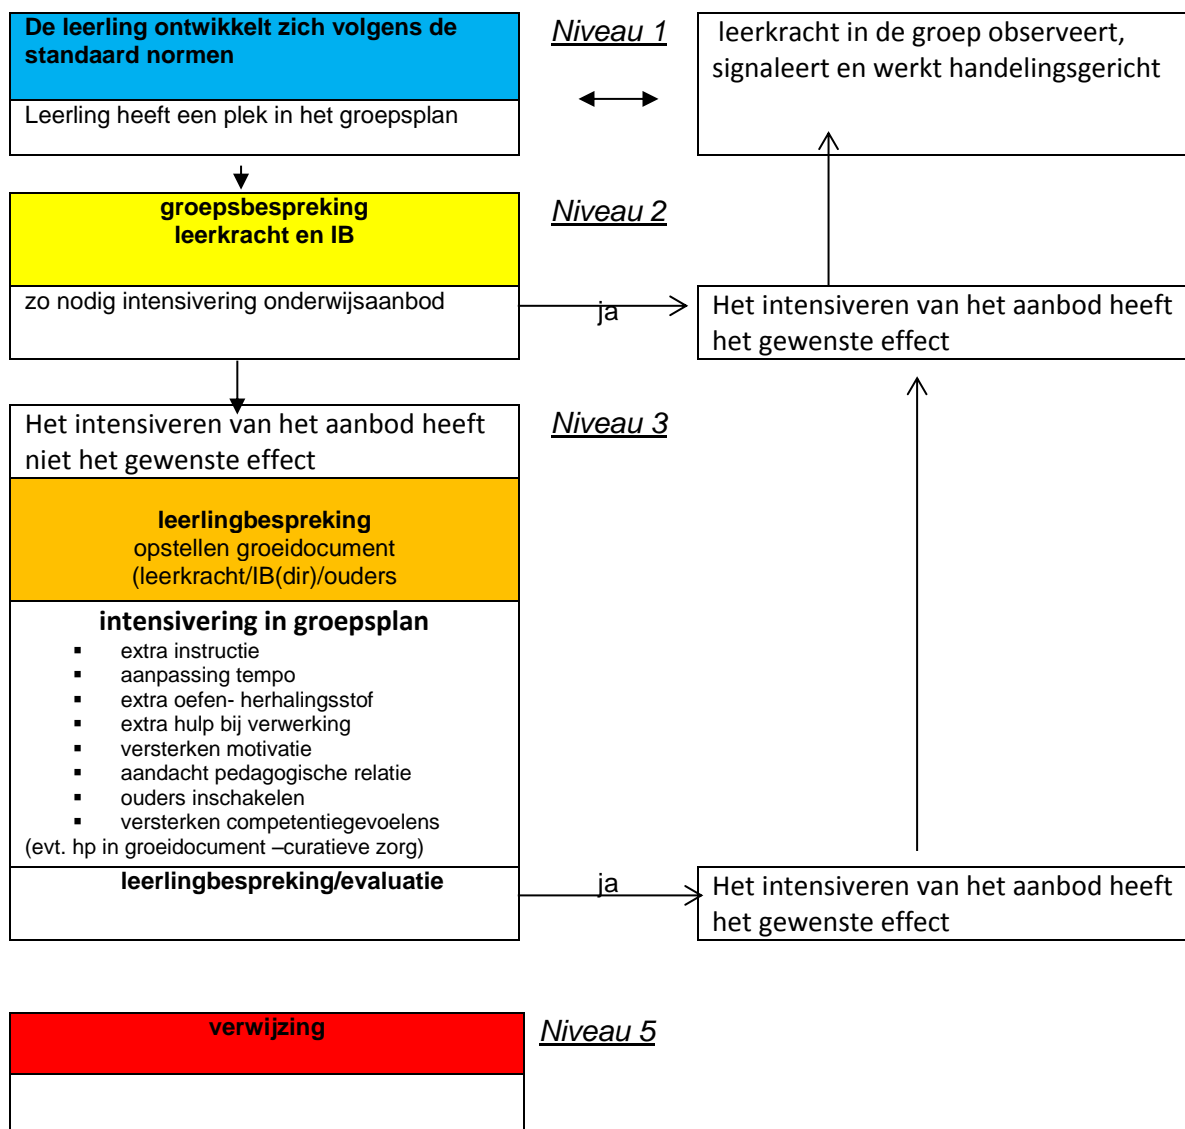 De leerling ontwikkelt zich volgens de
standaard normen
Leerling heeft een plek in het groepsplan
Niveau 1
leerkracht in de groep observeert,
signaleert en werkt handelingsgericht
groepsbespreking
leerkracht en IB
zo nodig intensivering onderwijsaanbod
Niveau 2
ja
Het intensiveren van het aanbod heeft
het gewenste effect
Het intensiveren van het aanbod heeft
niet het gewenste effect
Niveau 3
leerlingbespreking
opstellen groeidocument
(leerkracht/IB(dir)/ouders
intensivering in groepsplan
▪ extra instructie
▪ aanpassing tempo
▪ extra oefen- herhalingsstof
▪ extra hulp bij verwerking
▪ versterken motivatie
▪ aandacht pedagogische relatie
▪ ouders inschakelen
▪ versterken competentiegevoelens
(evt. hp in groeidocument –curatieve zorg)
leerlingbespreking/evaluatie
ja
Het intensiveren van het aanbod heeft
het gewenste effect
verwijzing
Niveau 5